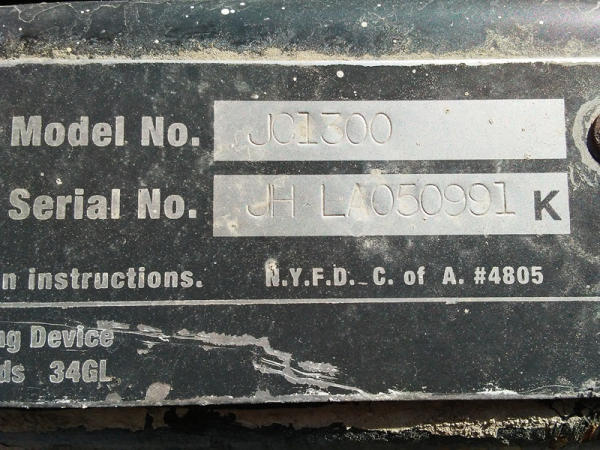 Model No. JC1300
Serial No. JH-LA050991 K
n instructions. N.Y.F.D. C. of A. #4805
ng Device
ds 34GL